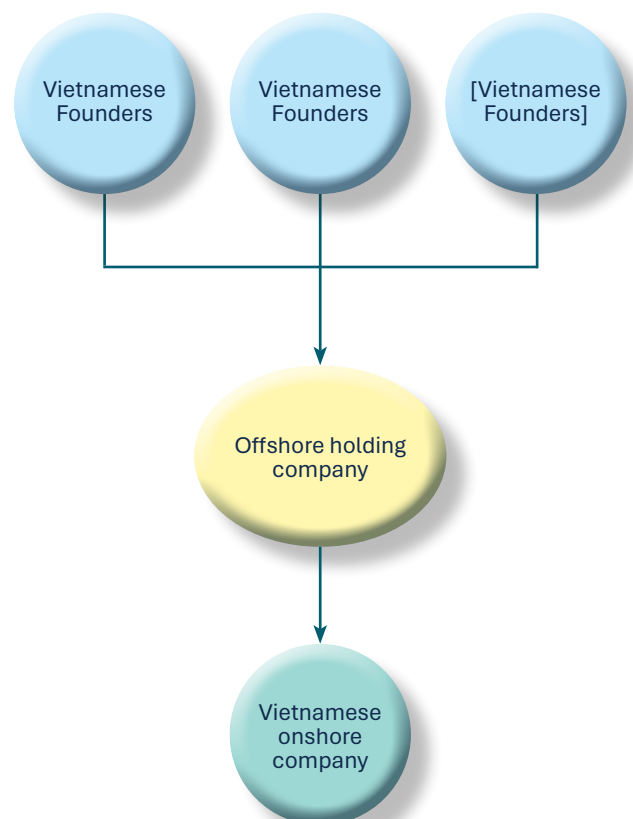 Vietnamese
Founders
Vietnamese
Founders
[Vietnamese
Founders]
Offshore holding
company
Vietnamese
onshore
company